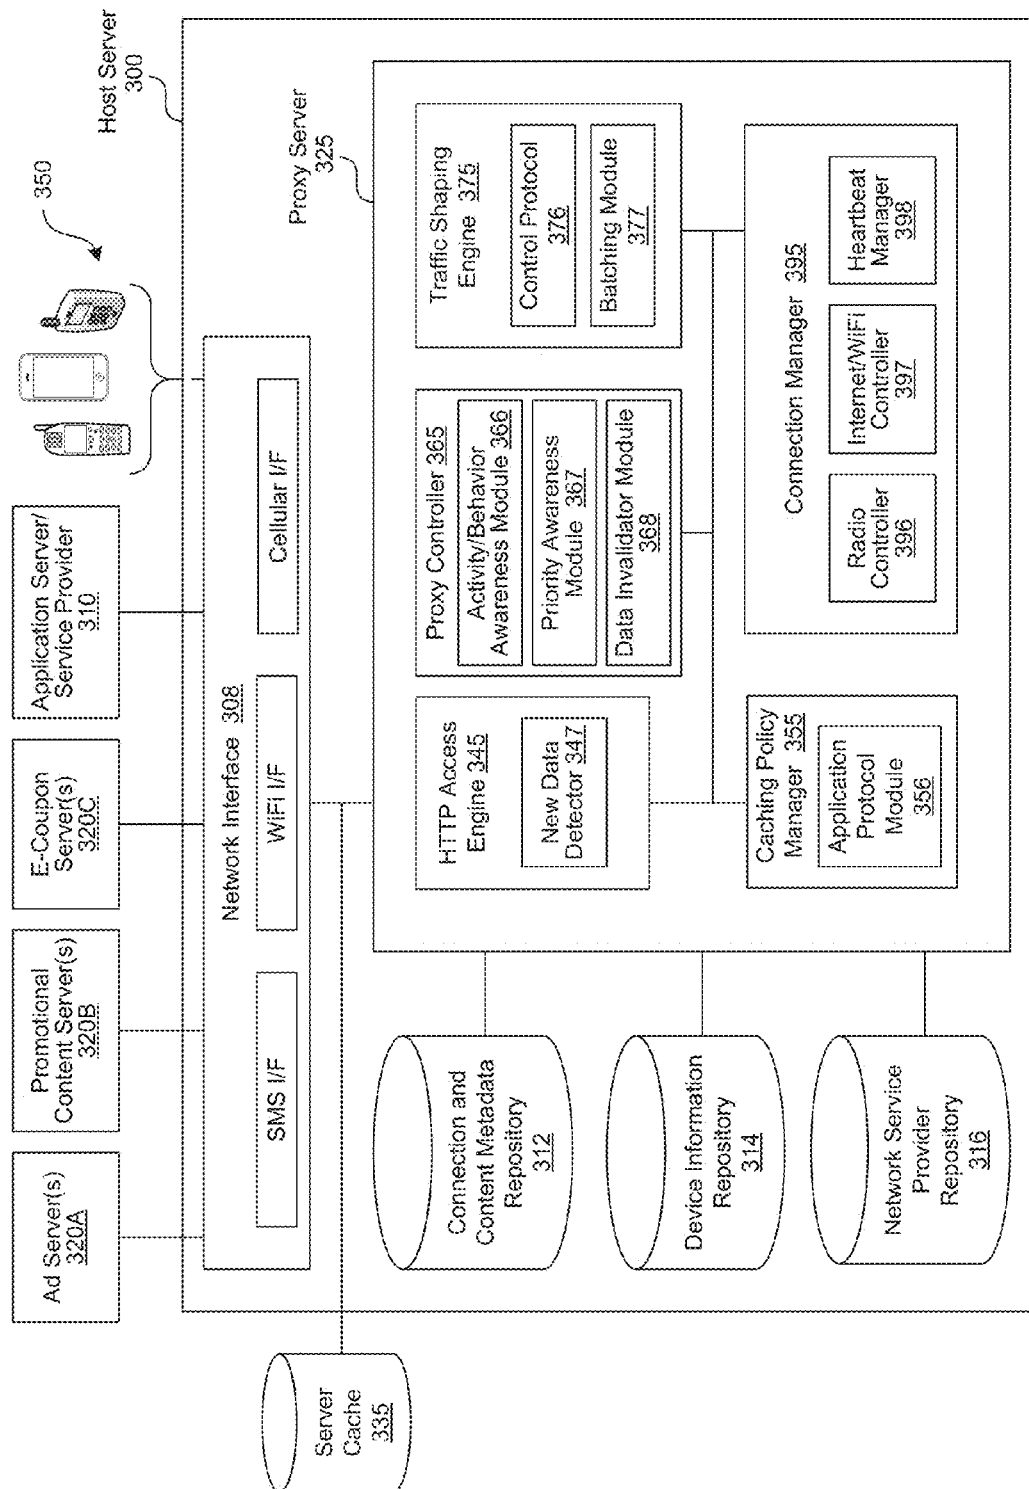 Ad Server(s)
320A
Promotional
Content Server(s)
320B
E-Coupon
Server(s)
320C
Application Server/
Service Provider
310
350
Host Server
300
Network Interface 308
SMS I/F
WiFi I/F
Cellular I/F
Server
Cache
335
Proxy Server
325
Connection and
Content Metadata
Repository
312
Device Information
Repository
314
Network Service
Provider
Repository
316
HTTP Access
Engine 345
New Data
Detector 347
Proxy Controller 365
Activity/Behavior
Awareness Module 366
Priority Awareness
Module 367
Data Invalidator Module
368
Traffic Shaping
Engine 375
Control Protocol
376
Batching Module
377
Caching Policy
Manager 355
Application
Protocol
Module
356
Connection Manager 395
Radio
Controller
396
Internet/WiFi
Controller
397
Heartbeat
Manager
398